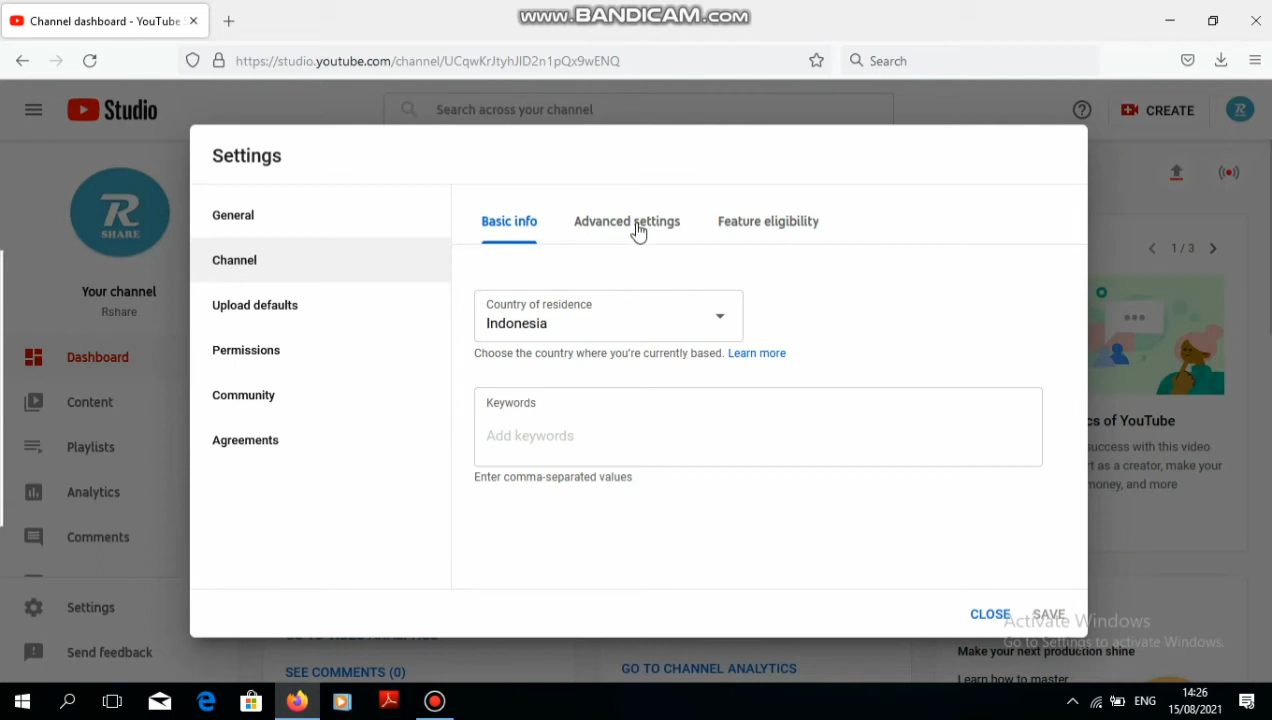 www.BANDICAM.com
Channel dashboard - YouTube
https://studio.youtube.com/channel/UCqwKrJtyhJlD2n1pQx9wENQ
Search
Studio
Search across your channel
CREATE
R
R
SHARE
Your channel
Rshare
Dashboard
Content
Playlists
Analytics
Comments
Settings
Send feedback
Settings
General
Channel
Upload defaults
Permissions
Community
Agreements
Basic info
Advanced settings
Feature eligibility
Country of residence
Indonesia
Choose the country where you're currently based. Learn more
Keywords
Add keywords
Enter comma-separated values
CLOSE
SAVE
1 / 3
cs of YouTube
success with this video
rt as a creator, make your
money, and more
Activate Windows
Go to Settings to activate Windows.
Make your next production shine
Learn how to master
SEE COMMENTS (0)
GO TO CHANNEL ANALYTICS
ENG
14:26
15/08/2021